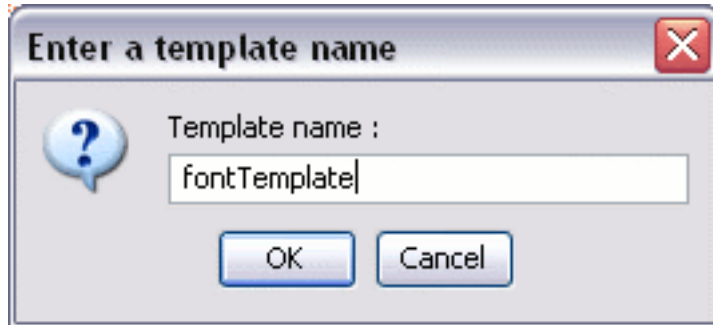 Enter a template name
Template name :
fontTemplate
OK
Cancel